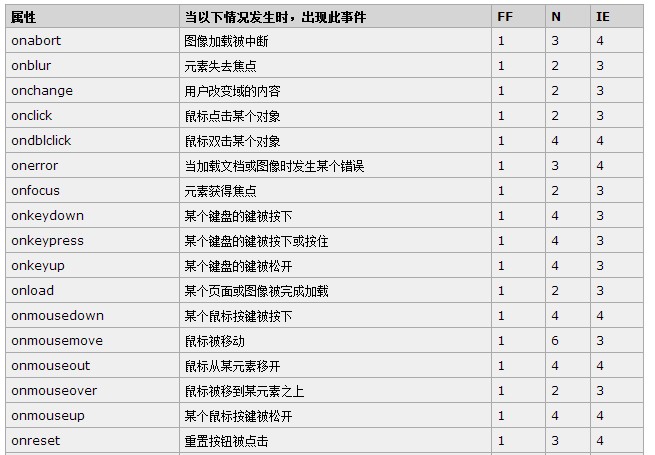 属性 当以下情况发生时，出现此事件 FF N IE
onabort 图像加载被中断 1 3 4
onblur 元素失去焦点 1 2 3
onchange 用户改变域的内容 1 2 3
onclick 鼠标点击某个对象 1 2 3
ondblclick 鼠标双击某个对象 1 4 4
onerror 当加载文档或图像时发生某个错误 1 3 4
onfocus 元素获得焦点 1 2 3
onkeydown 某个键盘的键被按下 1 4 3
onkeypress 某个键盘的键被按下或按住 1 4 3
onkeyup 某个键盘的键被松开 1 4 3
onload 某个页面或图像被完成加载 1 2 3
onmousedown 某个鼠标按键被按下 1 4 4
onmousemove 鼠标被移动 1 6 3
onmouseout 鼠标从某元素移开 1 4 4
onmouseover 鼠标被移到某元素之上 1 2 3
onmouseup 某个鼠标按键被松开 1 4 4
onreset 重置按钮被点击 1 3 4